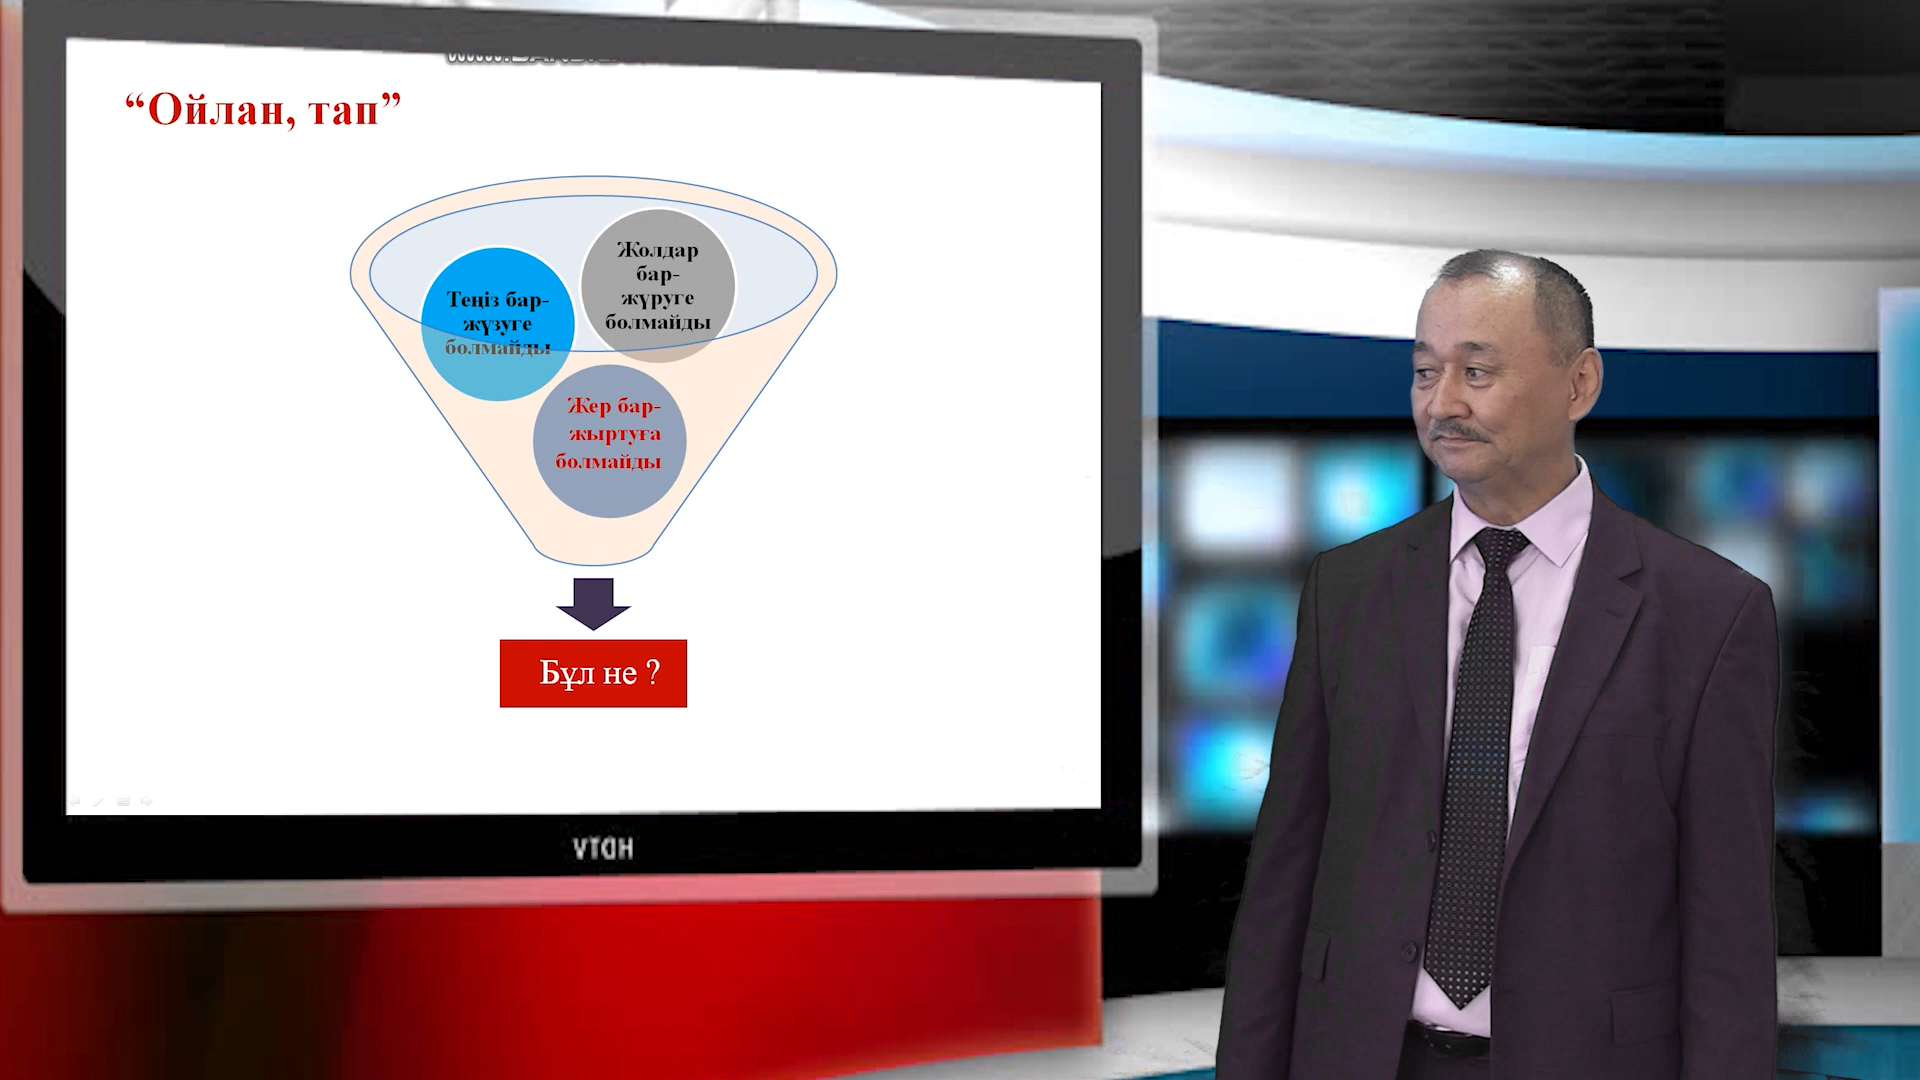 “Ойлан, тап”
Жолдар
бар-
жүруге
болмайды
Теңіз бар-
жүзуге
болмайды
Жер бар-
жыртуға
болмайды
Бұл не ?
HDTV